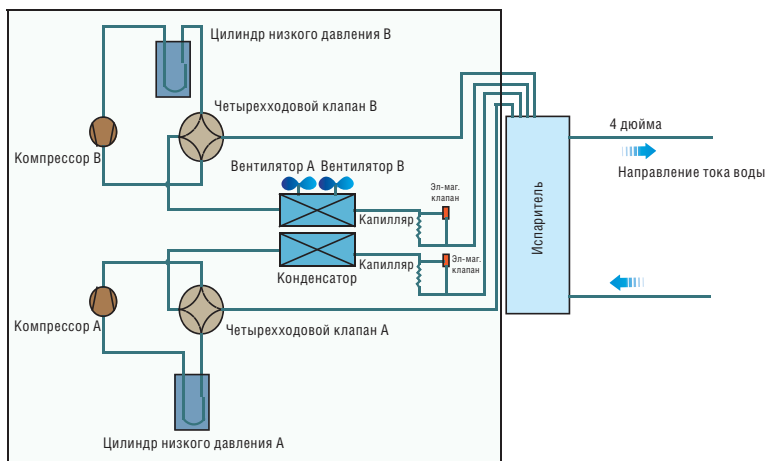 Цилиндр низкого давления В
Четырехходовой клапан В
4 дюйма
Компрессор В
Вентилятор А Вентилятор В
Направление тока воды
Эл-маг.
клапан
Капилляр
Испаритель
Капилляр
Эл-маг.
клапан
Конденсатор
Компрессор А
Четырехходовой клапан А
Цилиндр низкого давления А